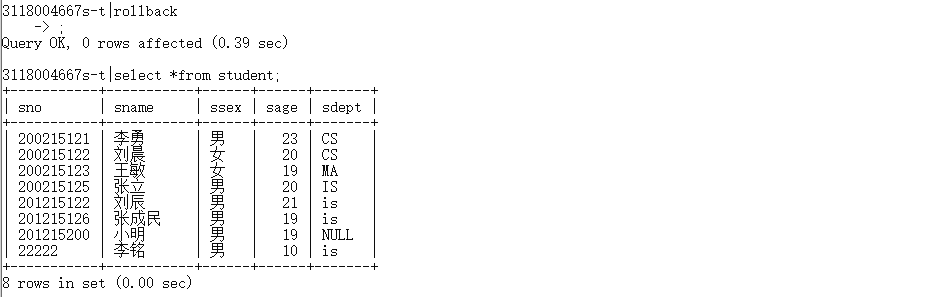 3118004667s-t|rollback
    -> ;
Query OK, 0 rows affected (0.39 sec)
3118004667s-t|select *from student;
+-----------+-----------+------+------+-------+
| sno       | sname     | ssex | sage | sdept |
+-----------+-----------+------+------+-------+
| 200215121 | 李勇      | 男   |   23 | CS    |
| 200215122 | 刘晨      | 女   |   20 | CS    |
| 200215123 | 王敏      | 女   |   19 | MA    |
| 200215125 | 张立      | 男   |   20 | IS    |
| 201215122 | 刘辰      | 男   |   21 | is    |
| 201215126 | 张成民    | 男   |   19 | is    |
| 201215200 | 小明      | 男   |   19 | NULL  |
| 22222     | 李铭      | 男   |   10 | is    |
+-----------+-----------+------+------+-------+
8 rows in set (0.00 sec)